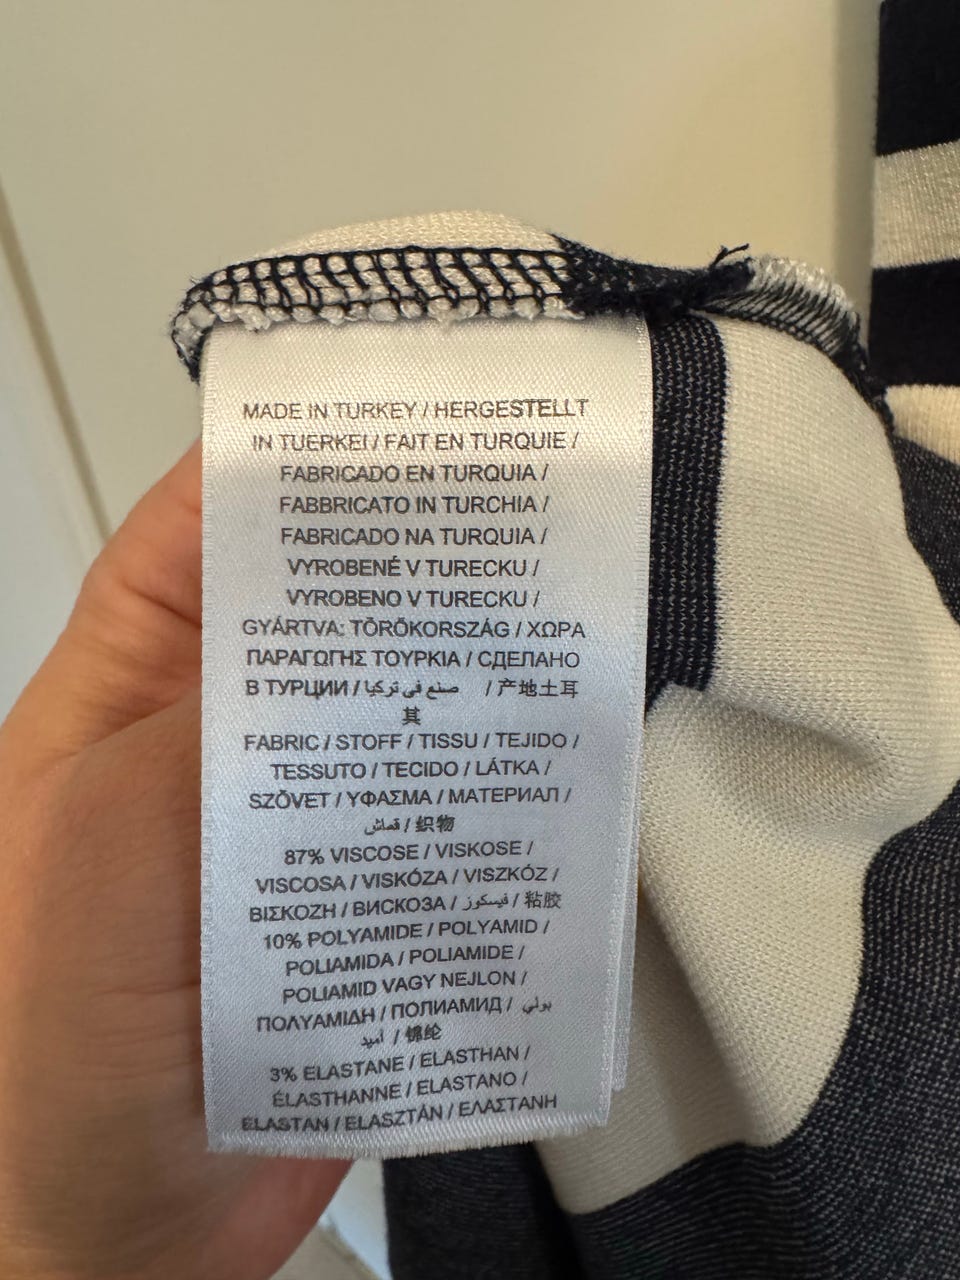 MADE IN TURKEY / HERGESTELLT
IN TUERKEI / FAIT EN TURQUIE /
FABRICADO EN TURQUIA /
FABBRICATO IN TURCHIA /
FABRICADO NA TURQUIA /
VYROBENÉ V TURECKU /
VYROBENO V TURECKU /
GYÁRTVA: TÖRÖKORSZÁG / ΧΩΡΑ
ΠΑΡΑΓΩΓΗΣ ΤΟΥΡΚΙΑ / СДЕЛАНО
В ТУРЦИИ / صنع في تركيا / 产地土耳
其
FABRIC / STOFF / TISSU / TEJIDO /
TESSUTO / TECIDO / LÁTKA /
SZÖVET / ΥΦΑΣΜΑ / МАТЕРИАЛ /
قماش / 织物
87% VISCOSE / VISKOSE /
VISCOSA / VISKÓZA / VISZKÓZ /
ΒΙΣΚΟΖΗ / ВИСКОЗА / فيسكوز / 粘胶
10% POLYAMIDE / POLYAMID /
POLIAMIDA / POLIAMIDE /
POLIAMID VAGY NEJLON /
ΠΟΛΥΑΜΙΔΗ / ПОЛИАМИД / بولي
أميد / 锦纶
3% ELASTANE / ELASTHAN /
ÉLASTHANNE / ELASTANO /
ELASTAN / ELASZTÁN / ΕΛΑΣΤΑΝΗ